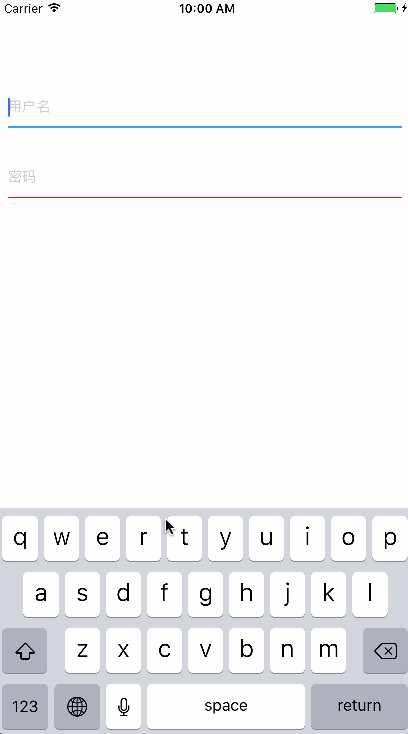 Carrier 10:00 AM
用户名
密码
q w e r t y u i o p
a s d f g h j k l
z x c v b n m
123 space return